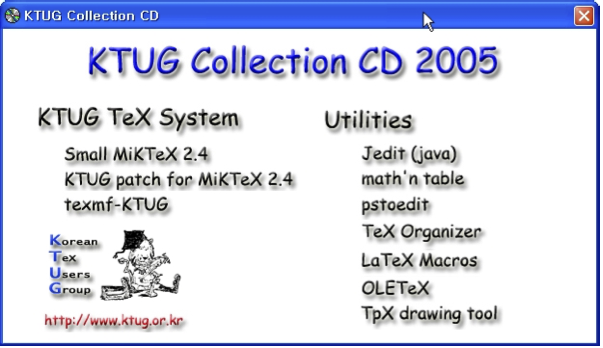 KTUG Collection CD
KTUG Collection CD 2005
KTUG TeX System
Small MiKTeX 2.4
KTUG patch for MiKTeX 2.4
texmf-KTUG
Korean
TeX
Users
Group
http://www.ktug.or.kr
Utilities
Jedit (java)
math'n table
pstoedit
TeX Organizer
LaTeX Macros
OLETeX
TpX drawing tool